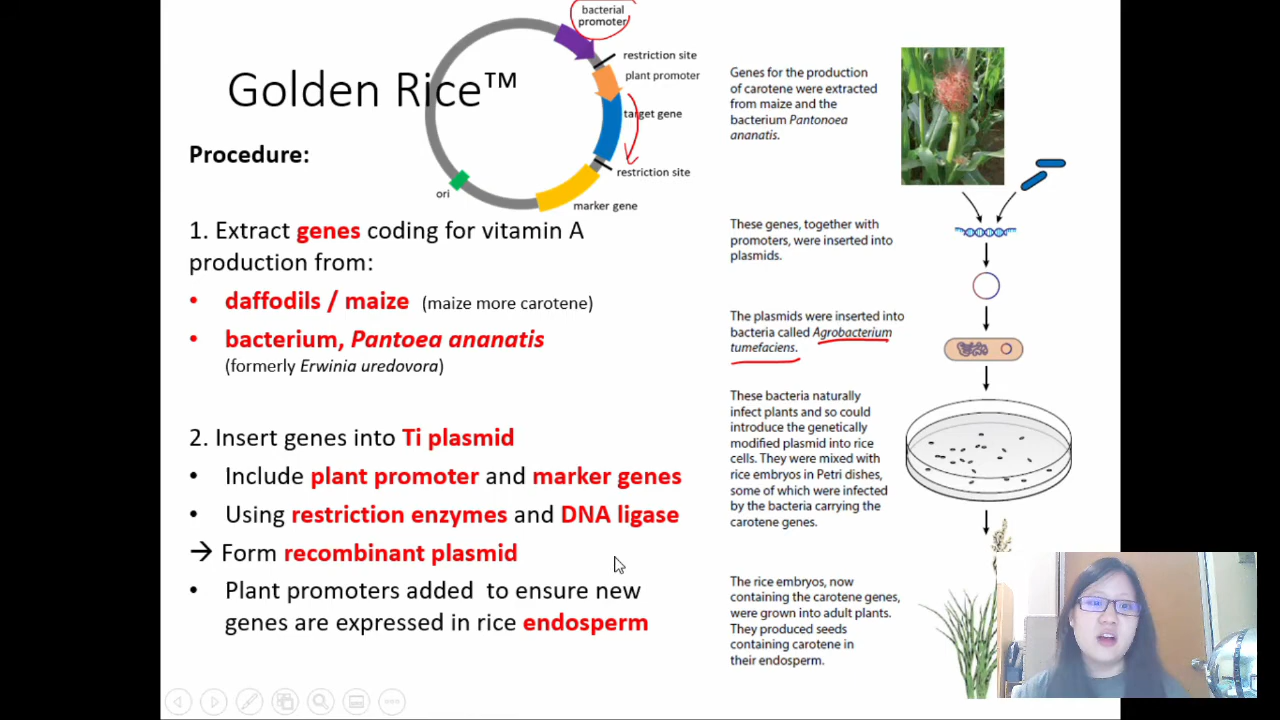 Golden Rice™
Procedure:
1. Extract genes coding for vitamin A
production from:
• daffodils / maize (maize more carotene)
• bacterium, Pantoea ananatis
(formerly Erwinia uredovora)
2. Insert genes into Ti plasmid
• Include plant promoter and marker genes
• Using restriction enzymes and DNA ligase
→ Form recombinant plasmid
• Plant promoters added to ensure new
genes are expressed in rice endosperm
bacterial
promoter
restriction site
plant promoter
target gene
restriction site
marker gene
ori
Genes for the production
of carotene were extracted
from maize and the
bacterium Pantonoea
ananatis.
These genes, together with
promoters, were inserted into
plasmids.
The plasmids were inserted into
bacteria called Agrobacterium
tumefaciens.
These bacteria naturally
infect plants and so could
introduce the genetically
modified plasmid into rice
cells. They were mixed with
rice embryos in Petri dishes,
some of which were infected
by the bacteria carrying the
carotene genes.
The rice embryos, now
containing the carotene genes,
were grown into adult plants.
They produced seeds
containing carotene in
their endosperm.